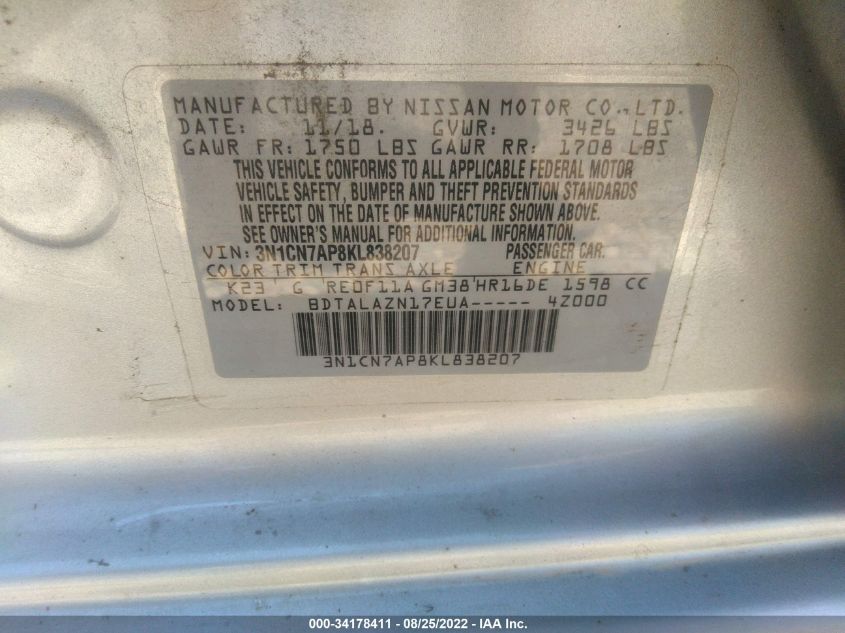 MANUFACTURED BY NISSAN MOTOR CO., LTD.
DATE: 11/18. GVWR: 3426 LBS
GAWR FR: 1750 LBS GAWR RR: 1708 LBS
THIS VEHICLE CONFORMS TO ALL APPLICABLE FEDERAL MOTOR
VEHICLE SAFETY, BUMPER AND THEFT PREVENTION STANDARDS
IN EFFECT ON THE DATE OF MANUFACTURE SHOWN ABOVE.
SEE OWNER'S MANUAL FOR ADDITIONAL INFORMATION.
VIN: 3N1CN7AP8KL838207 PASSENGER CAR.
COLOR TRIM TRANS AXLE ENGINE
K23 G RE0F11A GM38 HR16DE 1598 CC
MODEL: BDTALAZN17EUA----- 4Z000
3N1CN7AP8KL838207
000-34178411 - 08/25/2022 - IAA Inc.